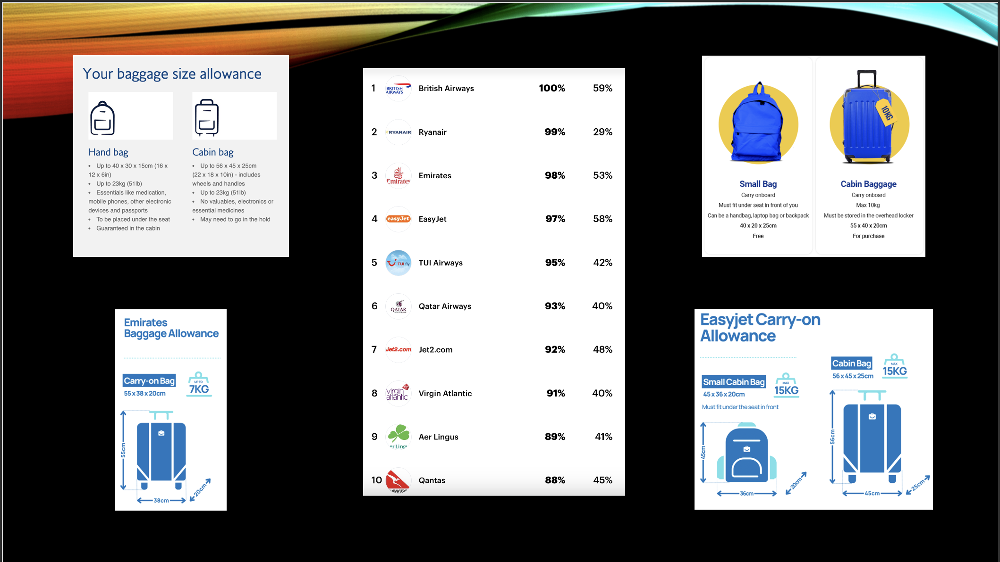 Your baggage size allowance
Hand bag
• Up to 40 x 30 x 15cm (16 x
12 x 6in)
• Up to 23kg (51lb)
• Essentials like medication,
mobile phones, other electronic
devices and passports
• To be placed under the seat
• Guaranteed in the cabin
Cabin bag
• Up to 56 x 45 x 25cm
(22 x 18 x 10in) - includes
wheels and handles
• Up to 23kg (51lb)
• No valuables, electronics or
essential medicines
• May need to go in the hold
1 BRITISH AIRWAYS British Airways 100% 59%
2 RYANAIR Ryanair 99% 29%
3 Emirates Emirates 98% 53%
4 easyJet EasyJet 97% 58%
5 TUI fly TUI Airways 95% 42%
6 QATAR Qatar Airways 93% 40%
7 Jet2.com Jet2.com 92% 48%
8 virgin atlantic Virgin Atlantic 91% 40%
9 er Ling Aer Lingus 89% 41%
10 ANTA Qantas 88% 45%
10KG
Small Bag
Carry onboard
Must fit under seat in front of you
Can be a handbag, laptop bag or backpack
40 x 20 x 25cm
Free
Cabin Baggage
Carry onboard
Max 10kg
Must be stored in the overhead locker
55 x 40 x 20cm
For purchase
Emirates
Baggage Allowance
Carry-on Bag
55 x 38 x 20cm
UP TO
7KG
55cm
38cm
20cm
Easyjet Carry-on
Allowance
Small Cabin Bag
45 x 36 x 20cm
MAX
15KG
Must fit under the seat in front
45cm
36cm
20cm
Cabin Bag
56 x 45 x 25cm
MAX
15KG
56cm
45cm
25cm